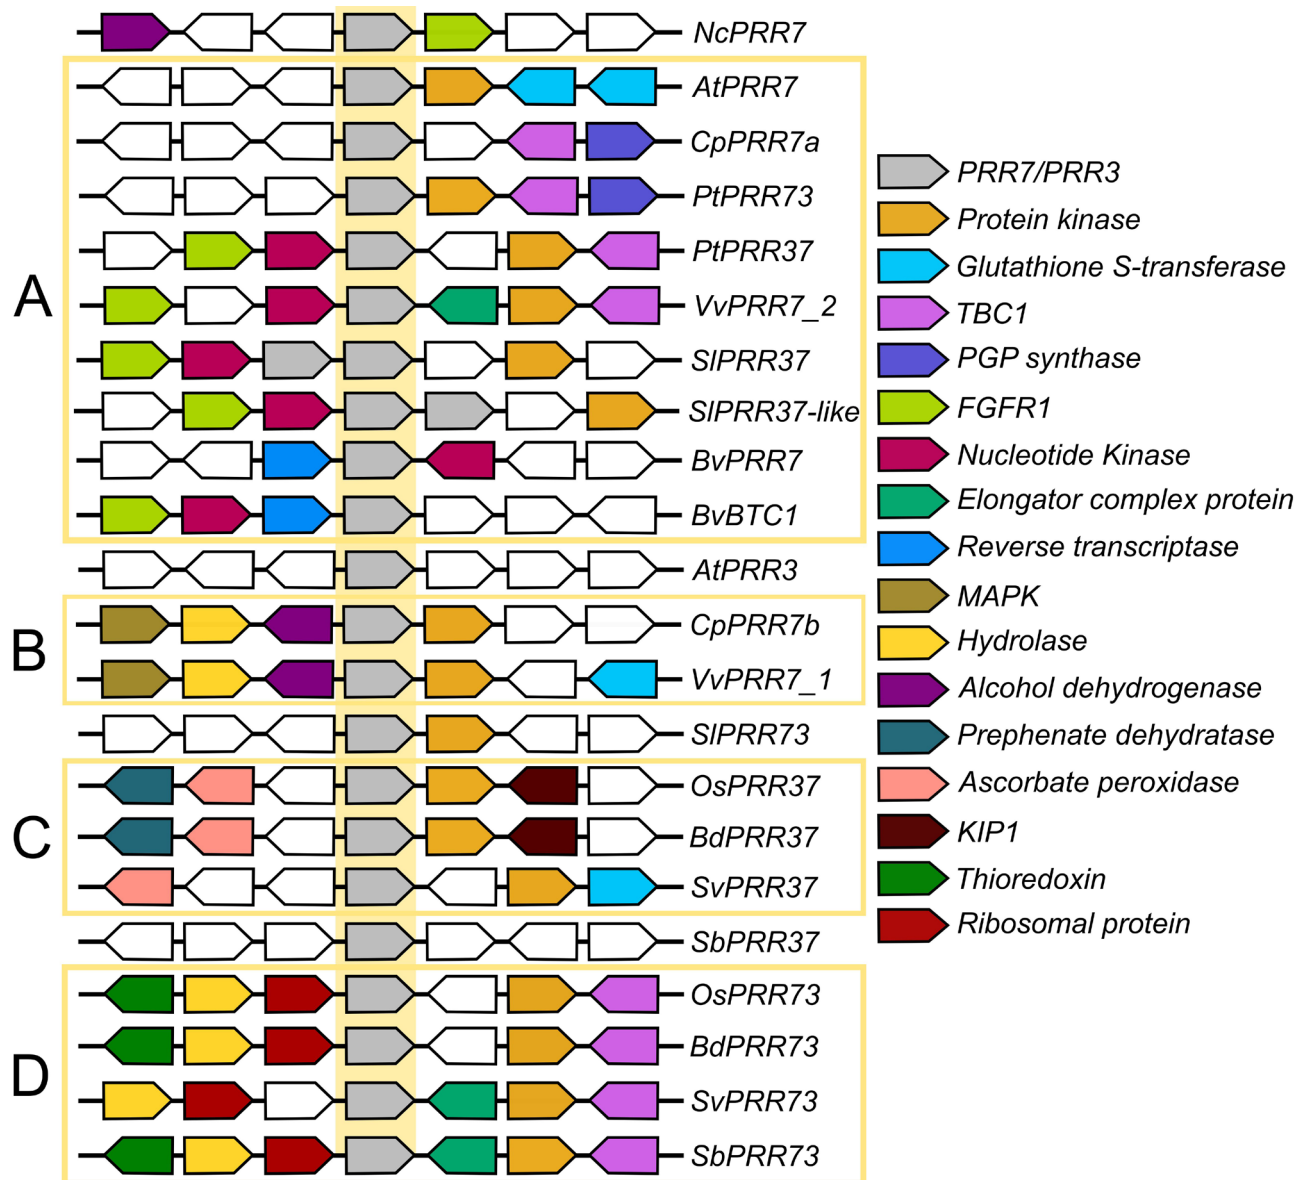 NcPRR7
A
AtPRR7
CpPRR7a
PtPRR73
PtPRR37
VvPRR7_2
SlPRR37
SlPRR37-like
BvPRR7
BvBTC1
AtPRR3
B
CpPRR7b
VvPRR7_1
SlPRR73
C
OsPRR37
BdPRR37
SvPRR37
SbPRR37
D
OsPRR73
BdPRR73
SvPRR73
SbPRR73
PRR7/PRR3
Protein kinase
Glutathione S-transferase
TBC1
PGP synthase
FGFR1
Nucleotide Kinase
Elongator complex protein
Reverse transcriptase
MAPK
Hydrolase
Alcohol dehydrogenase
Prephenate dehydratase
Ascorbate peroxidase
KIP1
Thioredoxin
Ribosomal protein